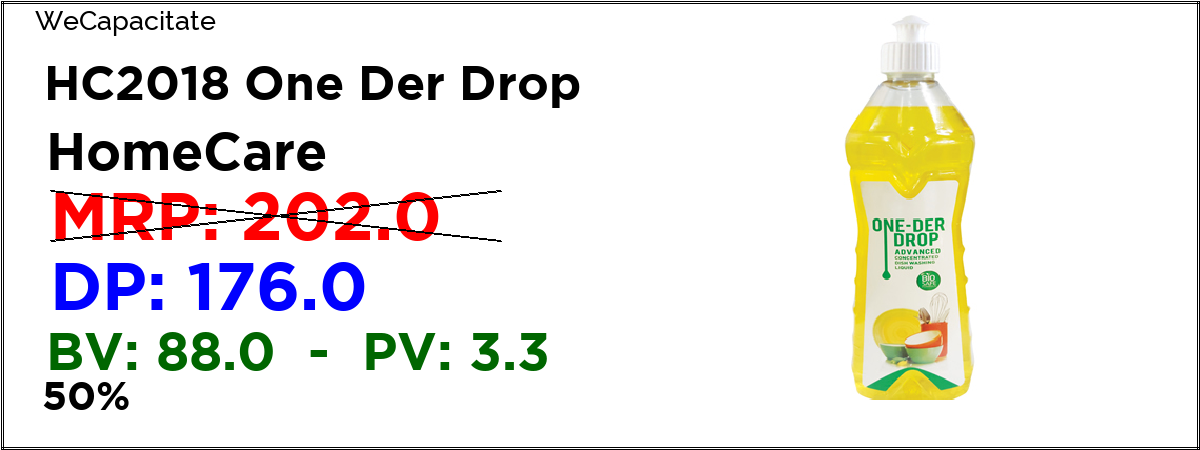 WeCapacitate
HC2018 One Der Drop
HomeCare
MRP: 202.0
DP: 176.0
BV: 88.0 - PV: 3.3
50%
ONE-DER
DROP
ADVANCED
CONCENTRATED
DISH WASHING
LIQUID
BIO
SAFE